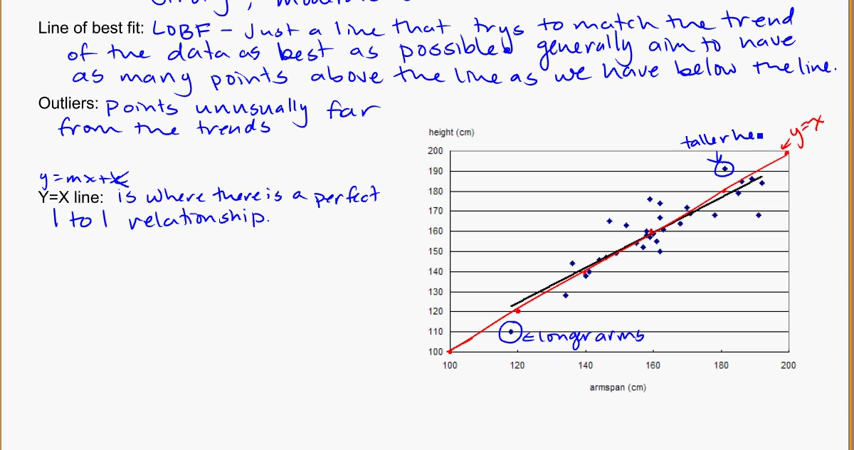 Line of best fit: LOBF - Just a line that trys to match the trend
of the data as best as possible generally aim to have
as many points above the line as we have below the line.
Outliers: Points unusually far
from the trends
y=mx+
Y=X line: is where there is a perfect
1 to 1 relationship.
height (cm)
taller he
y=x
200
190
180
170
160
150
140
130
120
110
100
longer arms
100 120 140 160 180 200
armspan (cm)